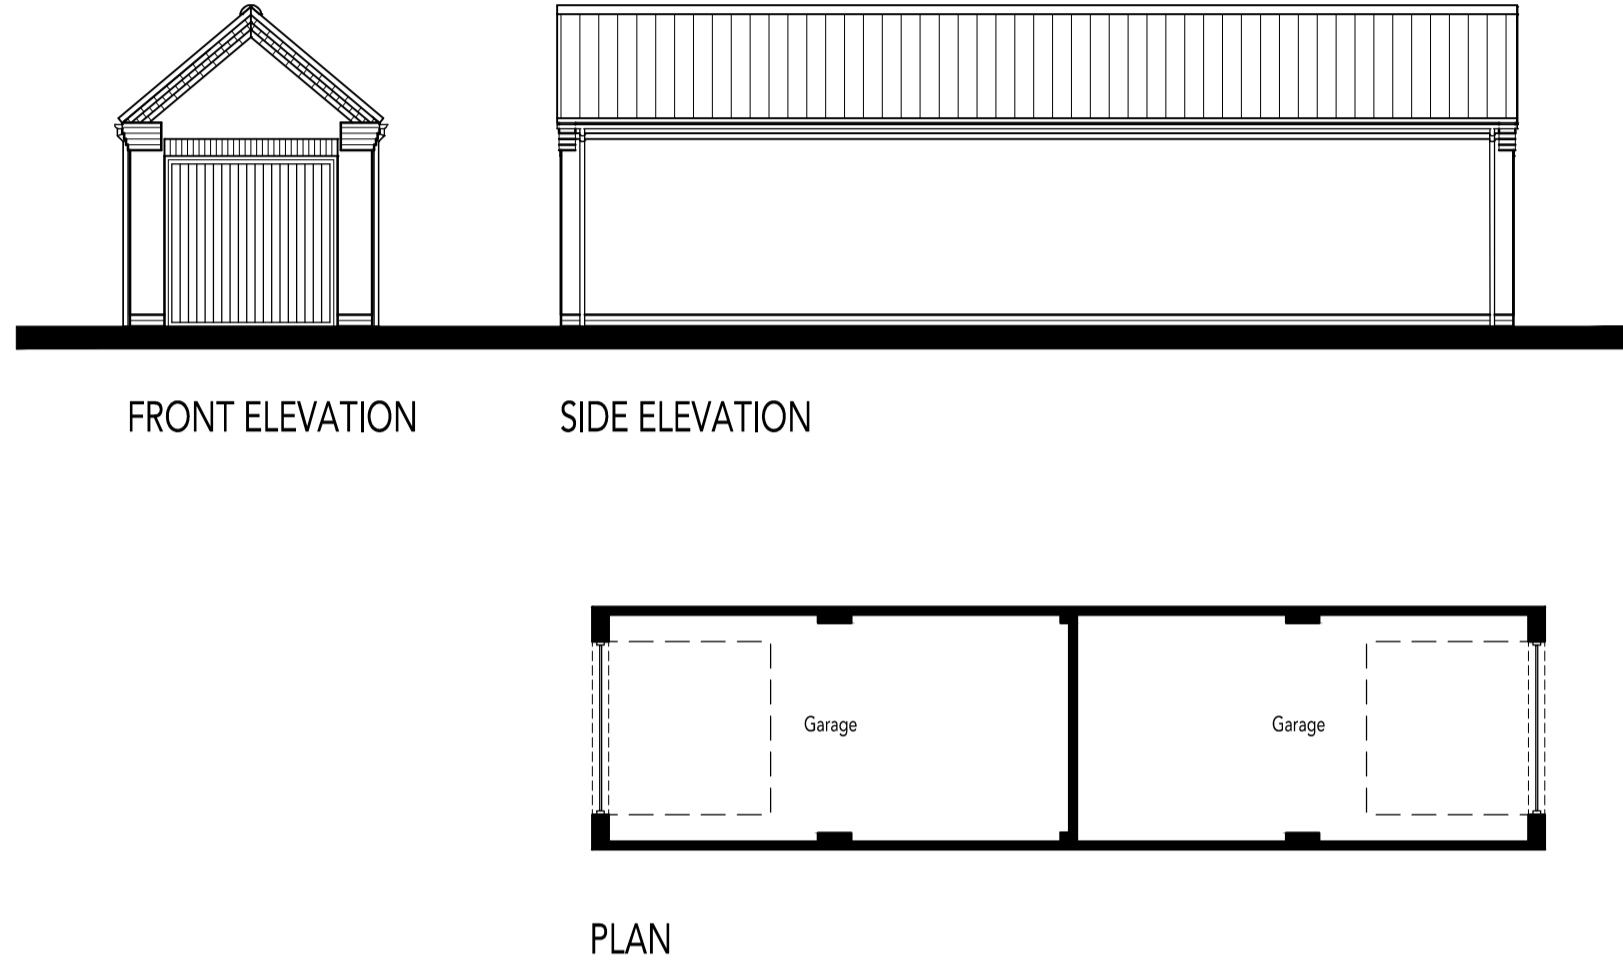 FRONT ELEVATION
SIDE ELEVATION
Garage
Garage
PLAN